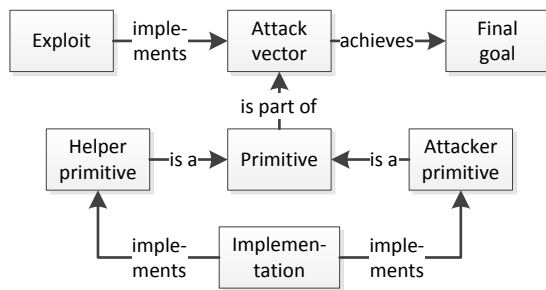 Exploit
imple-
ments
Attack
vector
achieves
Final
goal
is part of
Helper
primitive
is a
Primitive
is a
Attacker
primitive
imple-
ments
Implemen-
tation
imple-
ments